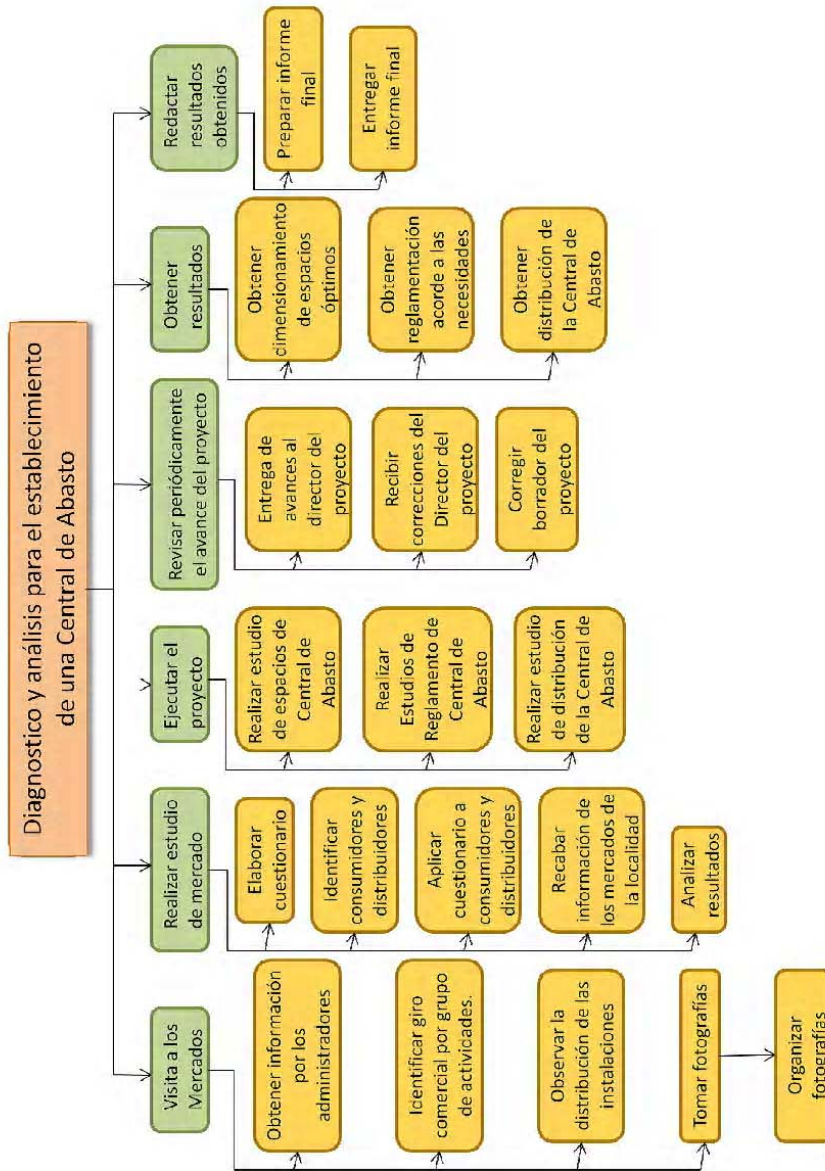 Diagnostico y análisis para el establecimiento
de una Central de Abasto
Visita a los
Mercados
Obtener información
por los
administradores
Identificar giro
comercial por grupo
de actividades.
Observar la
distribución de las
instalaciones
Tomar fotografías
Organizar
fotografías
Realizar estudio
de mercado
Elaborar
cuestionario
Identificar
consumidores y
distribuidores
Aplicar
cuestionario a
consumidores y
distribuidores
Recabar
información de
los mercados de
la localidad
Analizar
resultados
Ejecutar el
proyecto
Realizar estudio
de espacios de
Central de
Abasto
Realizar
Estudios de
Reglamento de
Central de
Abasto
Realizar estudio
de distribución
de la Central de
Abasto
Revisar periódicamente
el avance del proyecto
Entrega de
avances al
director del
proyecto
Recibir
correcciones del
Director del
proyecto
Corregir
borrador del
proyecto
Obtener
resultados
Obtener
dimensionamiento
de espacios
óptimos
Obtener
reglamentación
acorde a las
necesidades
Obtener
distribución de
la Central de
Abasto
Redactar
resultados
obtenidos
Preparar informe
final
Entregar
informe final